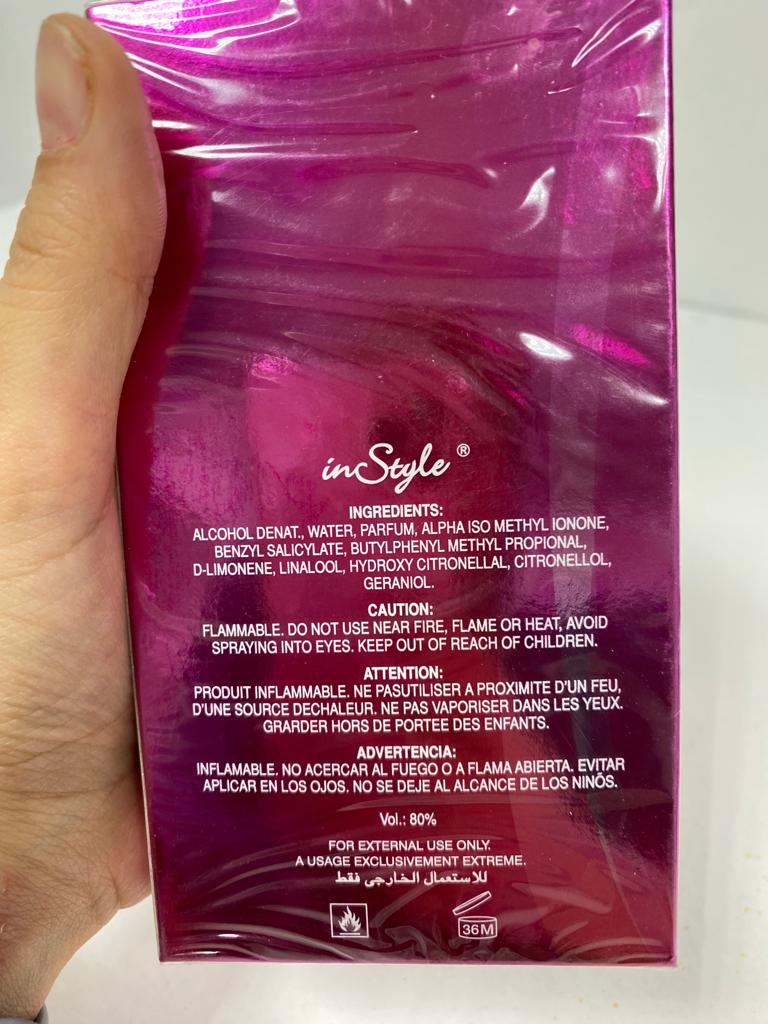 inStyle®
INGREDIENTS:
ALCOHOL DENAT., WATER, PARFUM, ALPHA ISO METHYL IONONE,
BENZYL SALICYLATE, BUTYLPHENYL METHYL PROPIONAL,
D-LIMONENE, LINALOOL, HYDROXY CITRONELLAL, CITRONELLOL,
GERANIOL.
CAUTION:
FLAMMABLE. DO NOT USE NEAR FIRE, FLAME OR HEAT, AVOID
SPRAYING INTO EYES. KEEP OUT OF REACH OF CHILDREN.
ATTENTION:
PRODUIT INFLAMMABLE. NE PASUTILISER A PROXIMITE D'UN FEU,
D'UNE SOURCE DECHALEUR. NE PAS VAPORISER DANS LES YEUX.
GRARDER HORS DE PORTEE DES ENFANTS.
ADVERTENCIA:
INFLAMABLE. NO ACERCAR AL FUEGO O A FLAMA ABIERTA. EVITAR
APLICAR EN LOS OJOS. NO SE DEJE AL ALCANCE DE LOS NINÓS.
Vol.: 80%
FOR EXTERNAL USE ONLY.
A USAGE EXCLUSIVEMENT EXTREME.
للاستعمال الخارجى فقط
36M